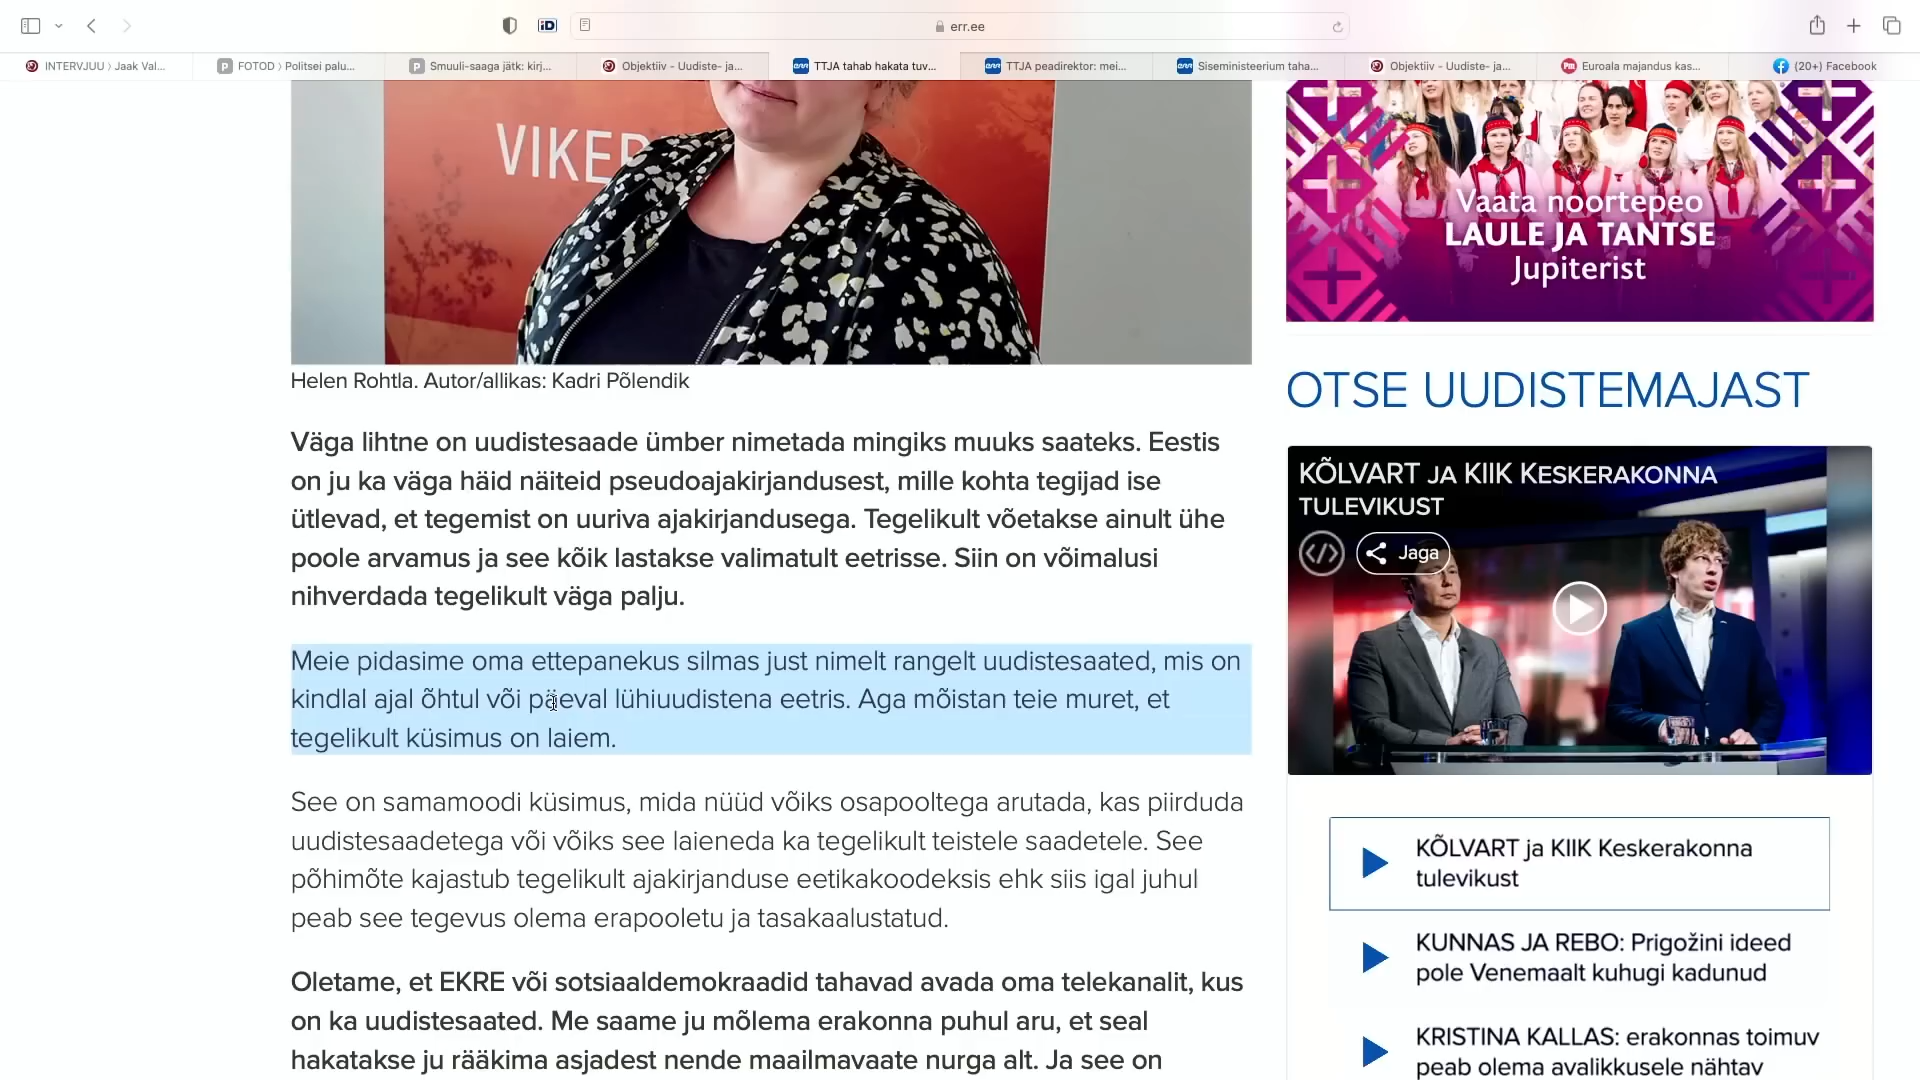 err.ee
INTERVJUU > Jaak Val...
FOTOD > Politsei palu...
Smuuli-saaga jätk: kirj...
Objektiiv - Uudiste- ja...
TTJA tahab hakata tuv...
TTJA peadirektor: mei...
Siseministeerium taha...
Objektiiv - Uudiste- ja...
Euroala majandus kas...
(20+) Facebook
VIKER
Helen Rohtla. Autor/allikas: Kadri Põlendik
Väga lihtne on uudistesaade ümber nimetada mingiks muuks saateks. Eestis
on ju ka väga häid näiteid pseudoajakirjandusest, mille kohta tegijad ise
ütlevad, et tegemist on uuriva ajakirjandusega. Tegelikult võetakse ainult ühe
poole arvamus ja see kõik lastakse valimatult eetrisse. Siin on võimalusi
nihverdada tegelikult väga palju.
Meie pidasime oma ettepanekus silmas just nimelt rangelt uudistesaated, mis on
kindlal ajal õhtul või päeval lühiuudistena eetris. Aga mõistan teie muret, et
tegelikult küsimus on laiem.
See on samamoodi küsimus, mida nüüd võiks osapooltega arutada, kas piirduda
uudistesaadetega või võiks see laieneda ka tegelikult teistele saadetele. See
põhimõte kajastub tegelikult ajakirjanduse eetikakoodeksis ehk siis igal juhul
peab see tegevus olema erapooletu ja tasakaalustatud.
Oletame, et EKRE või sotsiaaldemokraadid tahavad avada oma telekanalit, kus
on ka uudistesaated. Me saame ju mõlema erakonna puhul aru, et seal
hakatakse ju rääkima asjadest nende maailmavaate nurga alt. Ja see on
Vaata noortepeo
LAULE JA TANTSE
Jupiterist
OTSE UUDISTEMAJAST
KÕLVART JA KIIK KESKERAKONNA
TULEVIKUST
Jaga
KÕLVART ja KIIK Keskerakonna
tulevikust
KUNNAS JA REBO: Prigožini ideed
pole Venemaalt kuhugi kadunud
KRISTINA KALLAS: erakonnas toimuv
peab olema avalikkusele nähtav